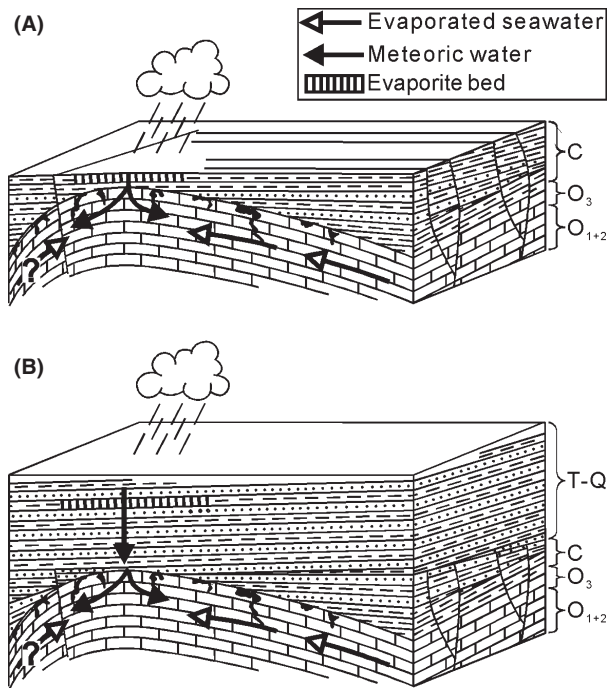 (A)
Evaporated seawater
Meteoric water
Evaporite bed
C
O₃
O₁₊₂
?
(B)
T-Q
C
O₃
O₁₊₂
?